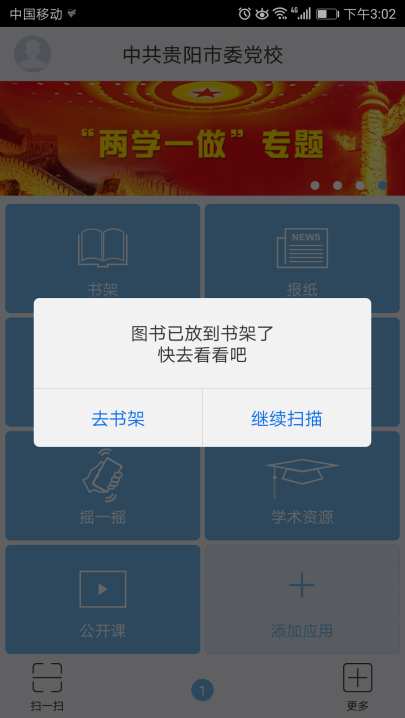 中国移动
4G
下午3:02
中共贵阳市委党校
“两学一做”专题
NEWS
书架
报纸
图书已放到书架了
快去看看吧
去书架
继续扫描
摇一摇
学术资源
公开课
添加应用
扫一扫
1
更多